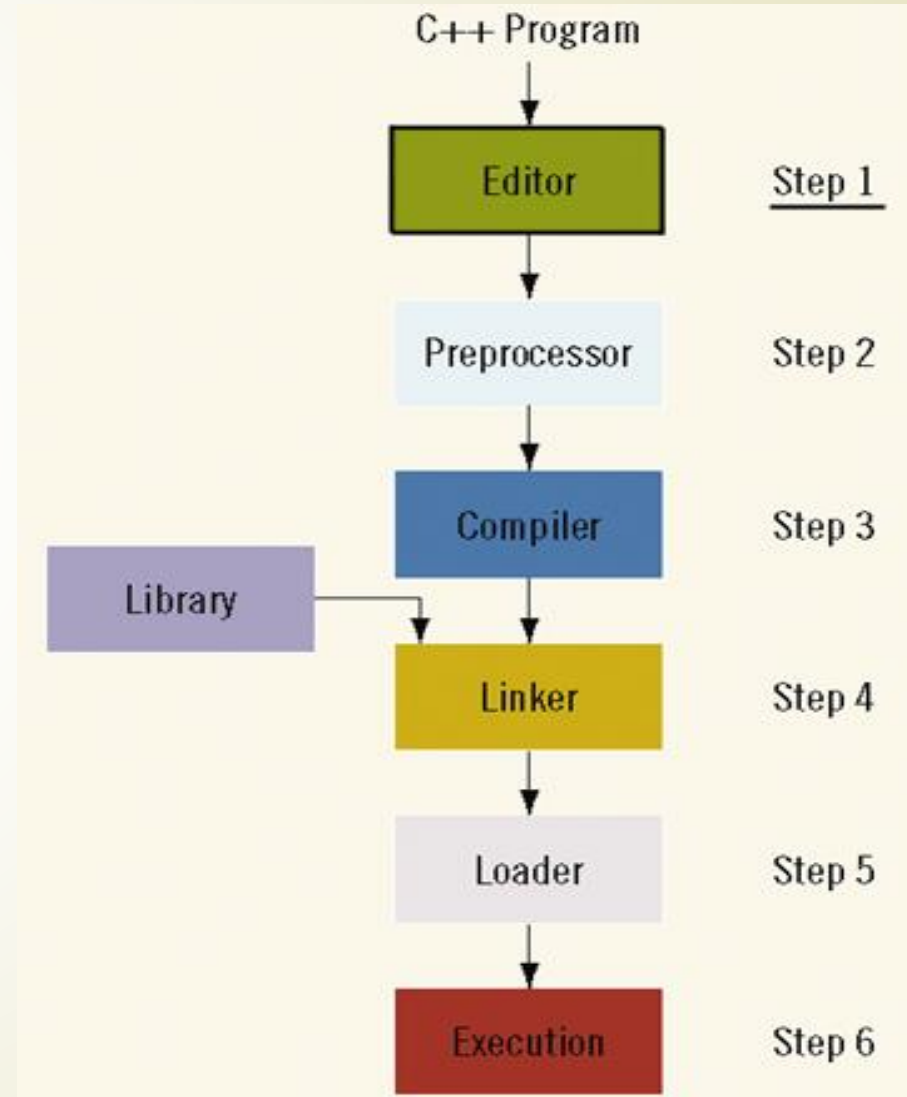 C++ Program
Editor
Step 1
Preprocessor
Step 2
Compiler
Step 3
Library
Linker
Step 4
Loader
Step 5
Execution
Step 6